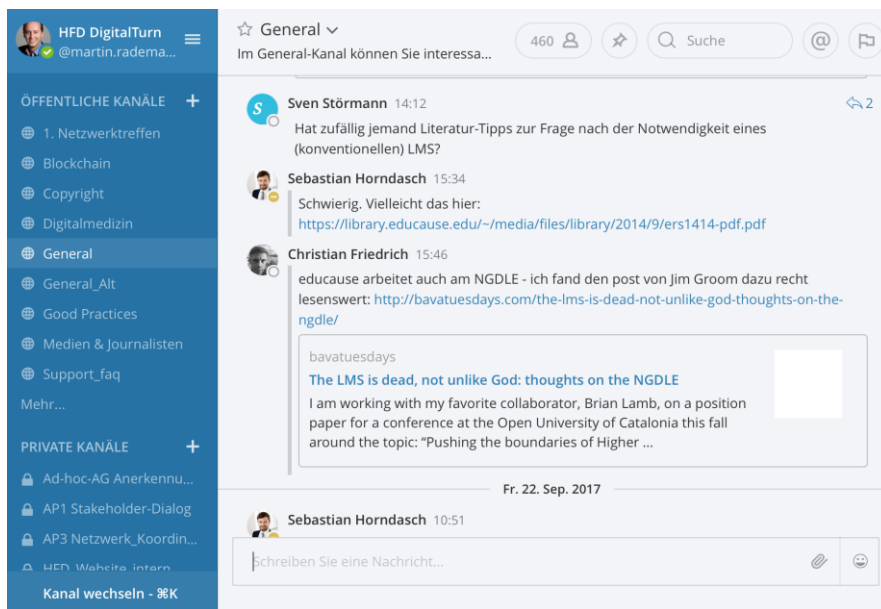 HFD DigitalTurn
@martin.radema...
ÖFFENTLICHE KANÄLE +
1. Netzwerktreffen
Blockchain
Copyright
Digitalmedizin
General
General_Alt
Good Practices
Medien & Journalisten
Support_faq
Mehr...
PRIVATE KANÄLE +
Ad-hoc-AG Anerkennu...
AP1 Stakeholder-Dialog
AP3 Netzwerk_Koordin...
HFD_Website_intern
Kanal wechseln - ⌘K
General
Im General-Kanal können Sie interessa...
460
Suche
@
Sven Störmann 14:12
2
S
Hat zufällig jemand Literatur-Tipps zur Frage nach der Notwendigkeit eines
(konventionellen) LMS?
Sebastian Horndasch 15:34
Schwierig. Vielleicht das hier:
https://library.educause.edu/~/media/files/library/2014/9/ers1414-pdf.pdf
Christian Friedrich 15:46
educause arbeitet auch am NGDLE - ich fand den post von Jim Groom dazu recht
lesenswert: http://bavatuesdays.com/the-lms-is-dead-not-unlike-god-thoughts-on-the-
ngdle/
bavatuesdays
The LMS is dead, not unlike God: thoughts on the NGDLE
I am working with my favorite collaborator, Brian Lamb, on a position
paper for a conference at the Open University of Catalonia this fall
around the topic: “Pushing the boundaries of Higher ...
Fr. 22. Sep. 2017
Sebastian Horndasch 10:51
Schreiben Sie eine Nachricht...